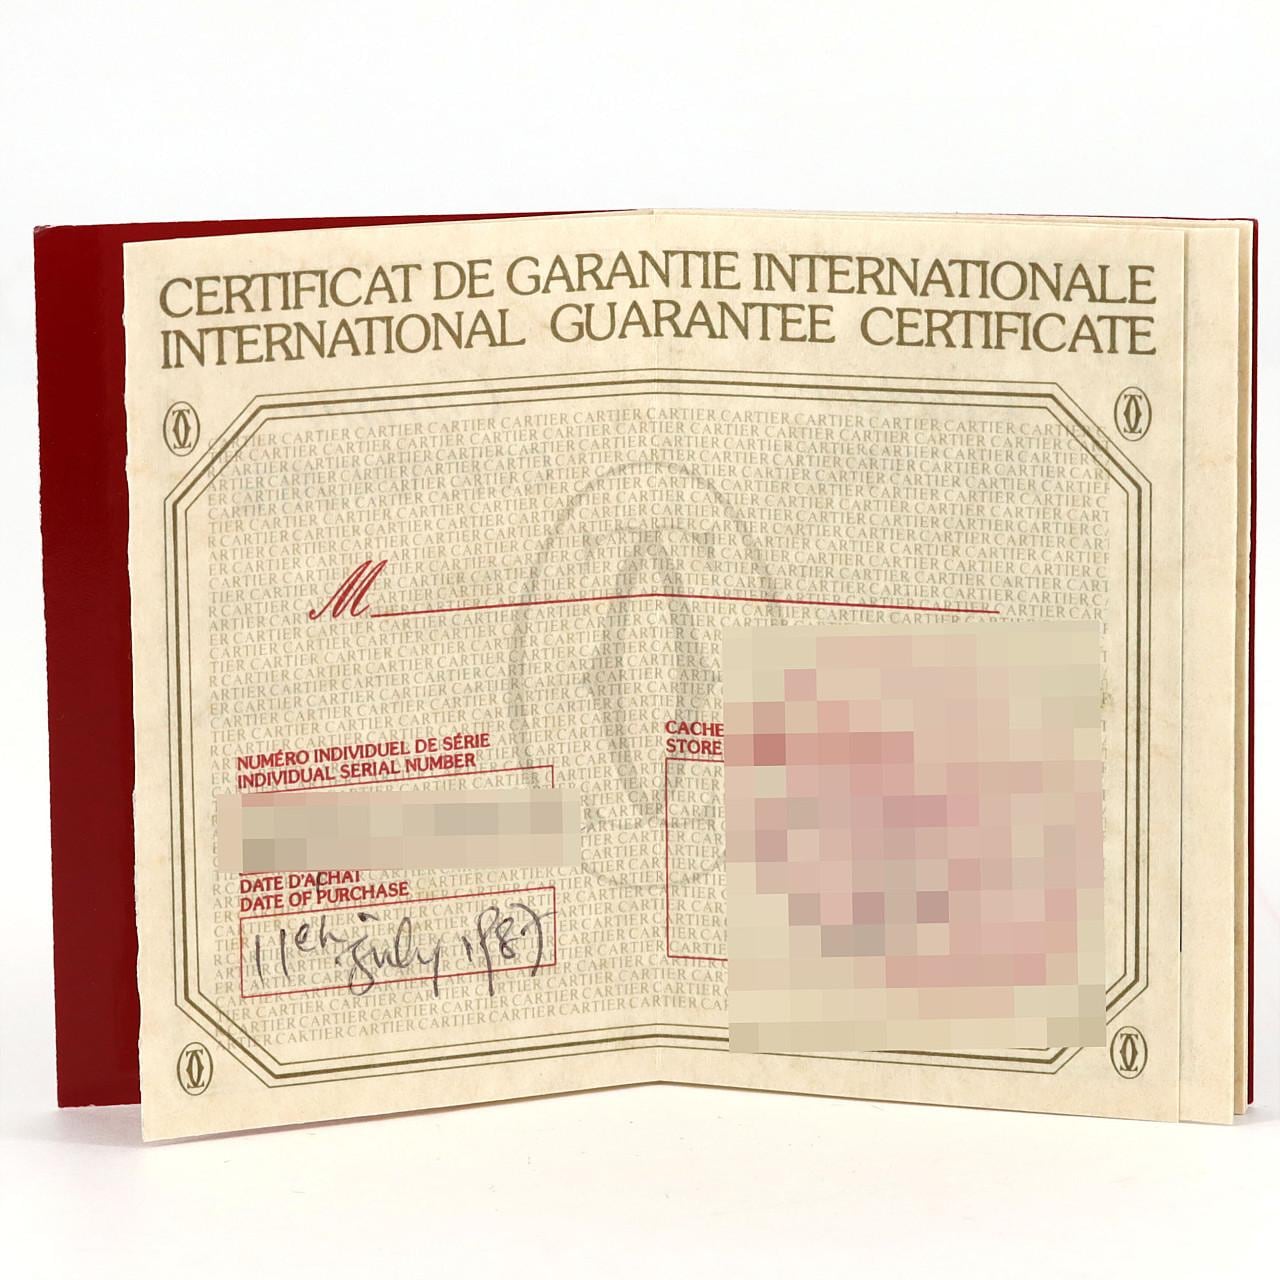 CERTIFICAT DE GARANTIE INTERNATIONALE
INTERNATIONAL GUARANTEE CERTIFICATE
M
NUMÉRO INDIVIDUEL DE SÉRIE
INDIVIDUAL SERIAL NUMBER
CACHE
STORE
DATE D'ACHAT
DATE OF PURCHASE
11th July 1987